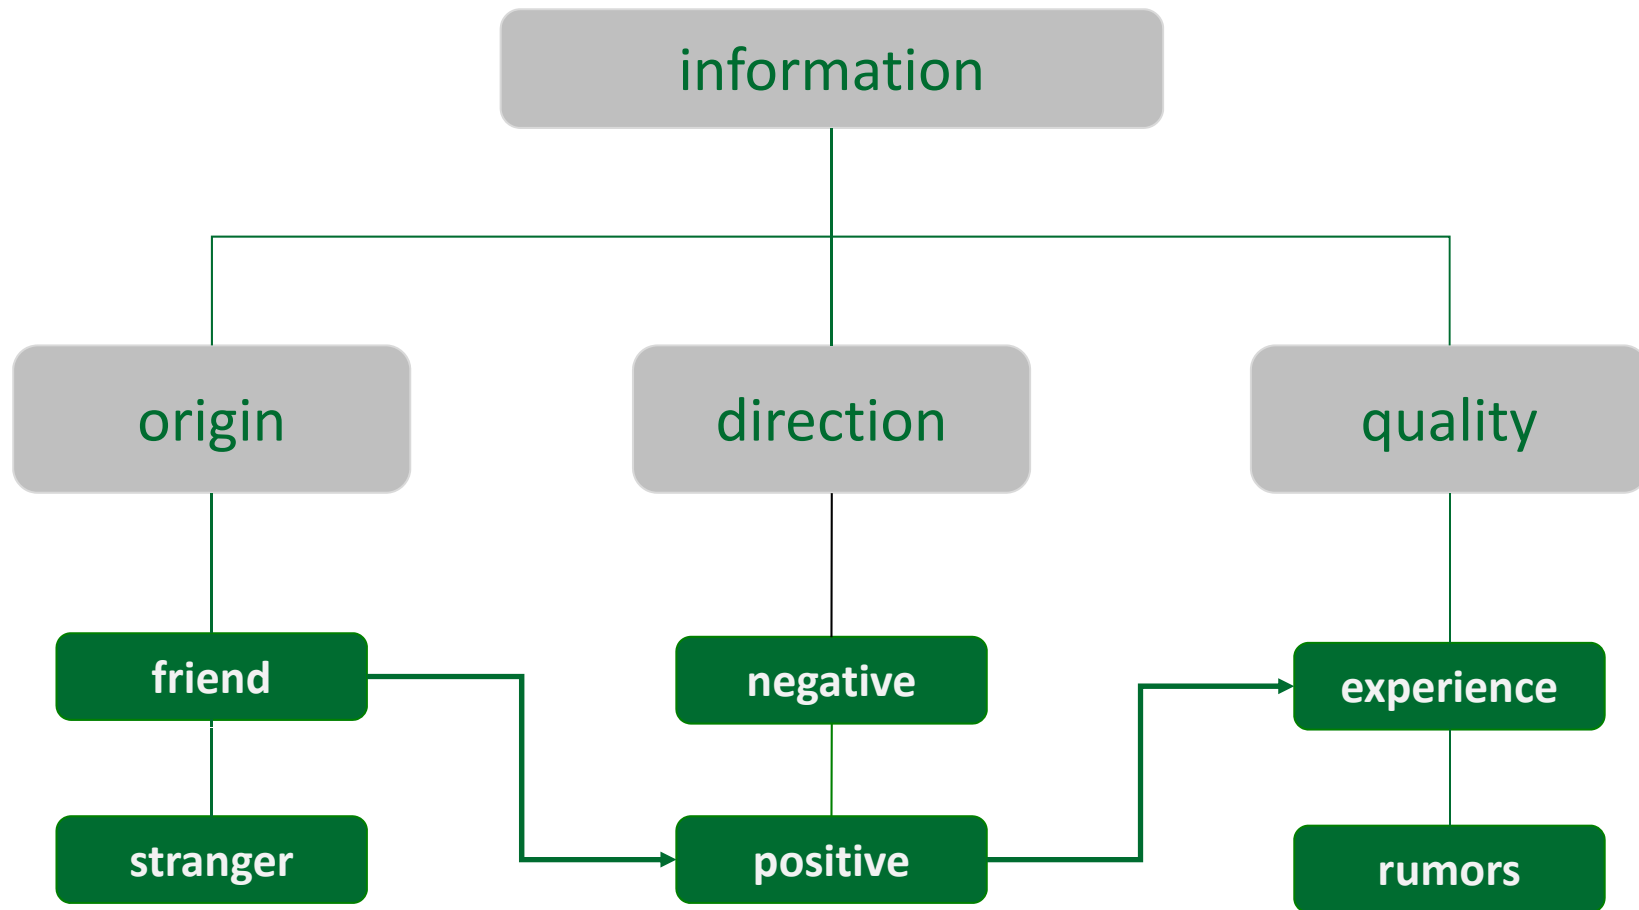 information
origin
direction
quality
friend
negative
experience
stranger
positive
rumors